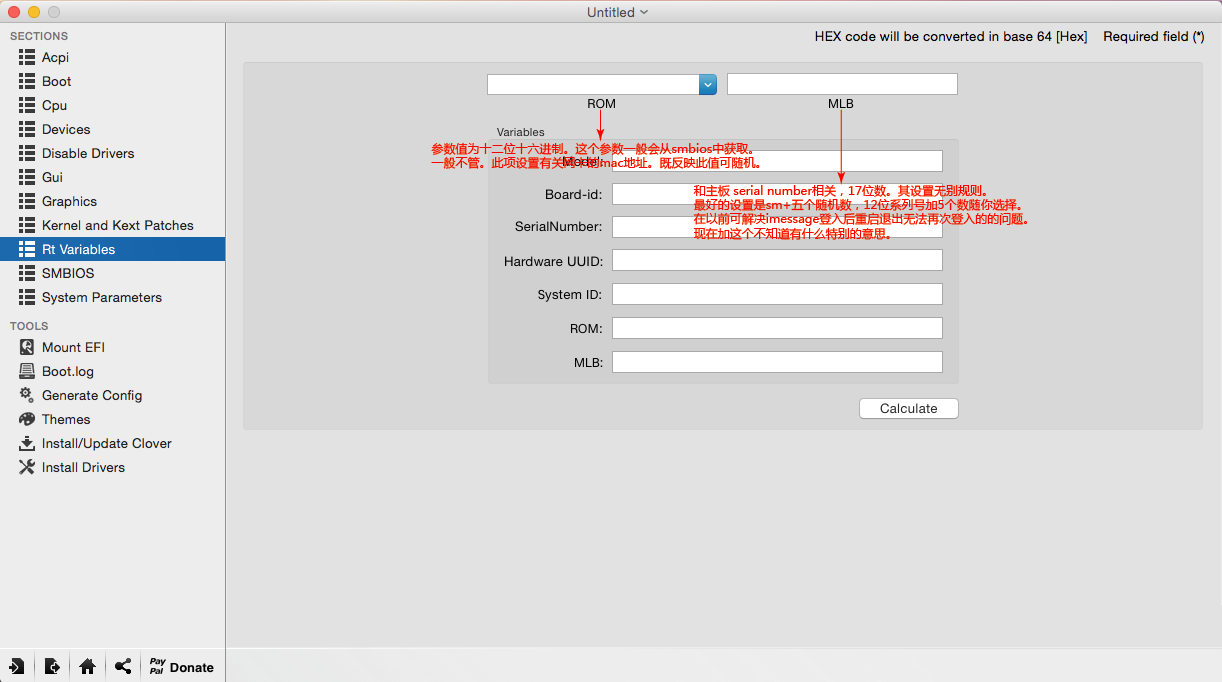 Untitled
SECTIONS
Acpi
Boot
Cpu
Devices
Disable Drivers
Gui
Graphics
Kernel and Kext Patches
Rt Variables
SMBIOS
System Parameters
TOOLS
Mount EFI
Boot.log
Generate Config
Themes
Install/Update Clover
Install Drivers
PayPal Donate
HEX code will be converted in base 64 [Hex] Required field (*)
ROM
MLB
Variables
参数值为十二位十六进制。这个参数一般会从smbios中获取。
一般不管。此项设置有关 mac地址。既反映此值可随机。
Model:
和主板 serial number相关，17位数。其设置无别规则。
最好的设置是sm+五个随机数，12位系列号加5个数随你选择。
在以前可解决imessage登入后重启退出无法再次登入的的问题。
现在加这个不知道有什么特别的意思。
Board-id:
SerialNumber:
Hardware UUID:
System ID:
ROM:
MLB:
Calculate